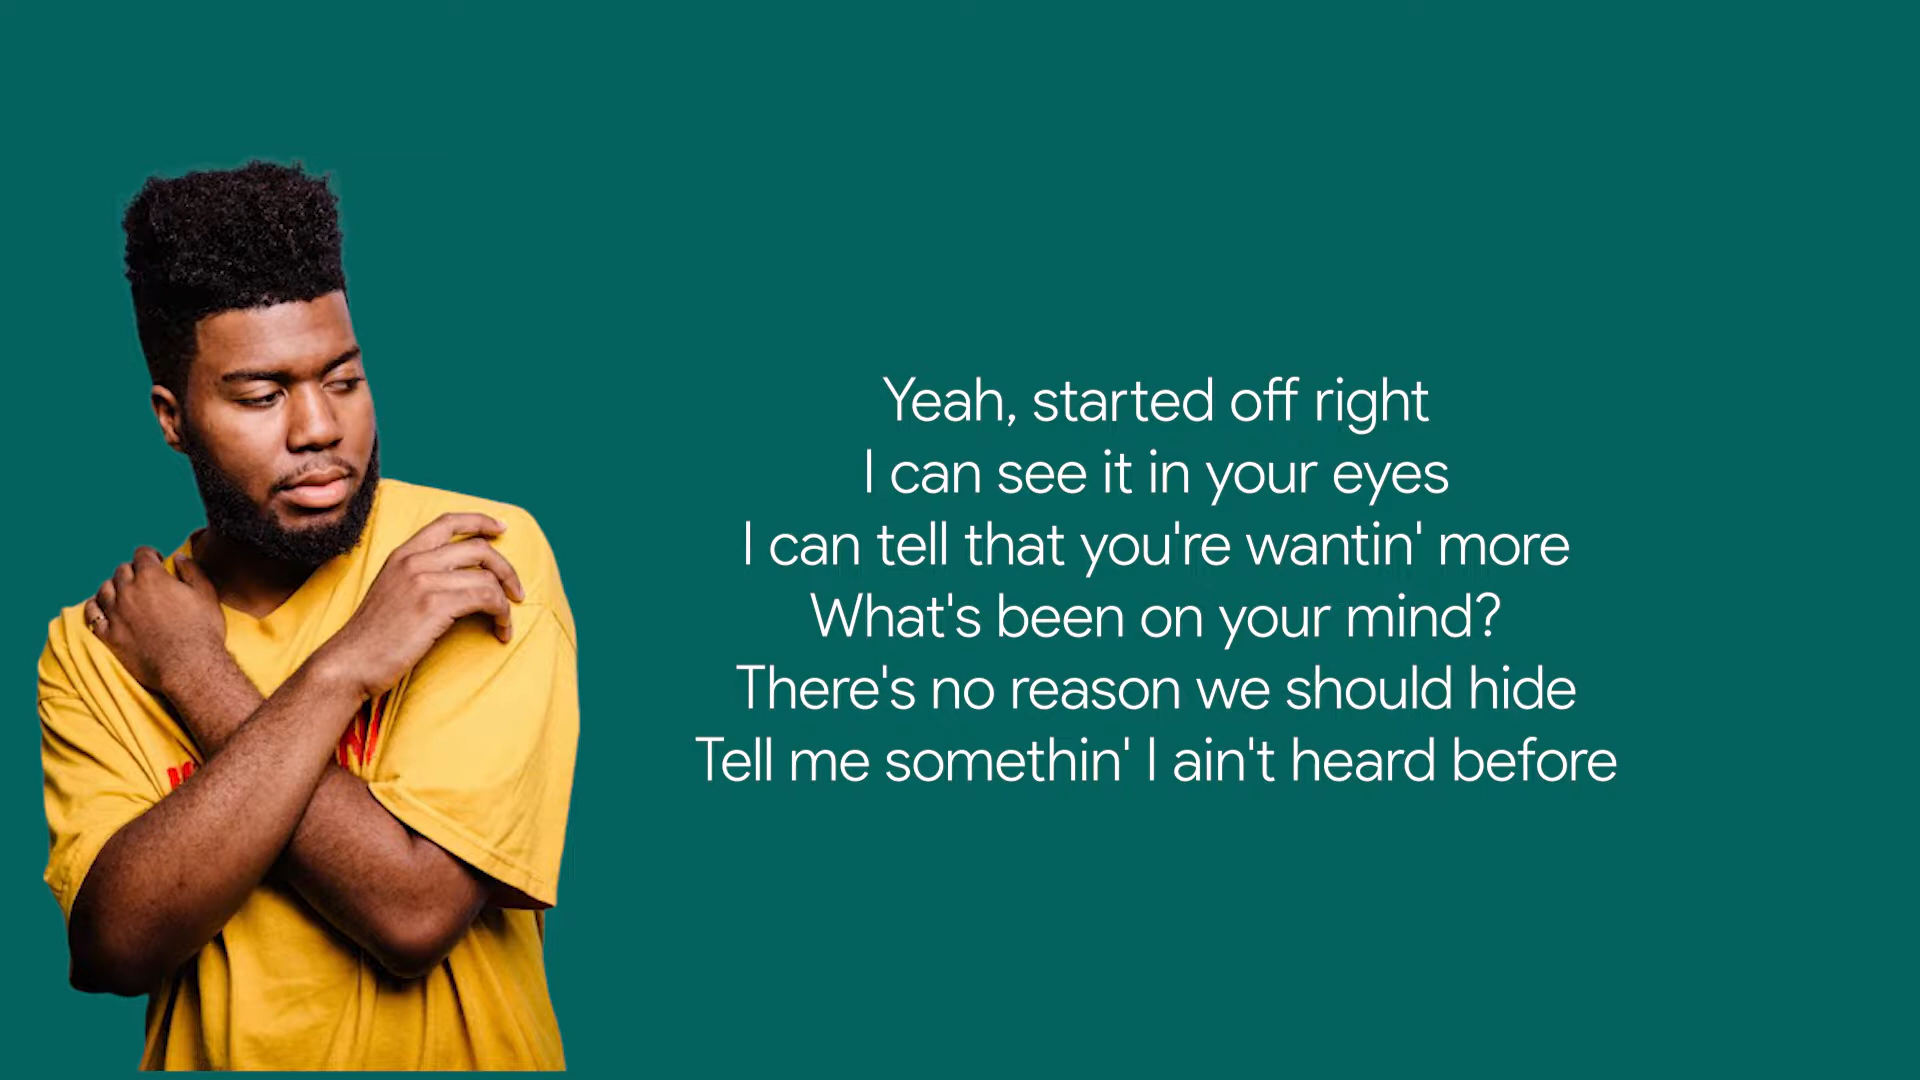 Yeah, started off right
I can see it in your eyes
I can tell that you're wantin' more
What's been on your mind?
There's no reason we should hide
Tell me somethin' I ain't heard before